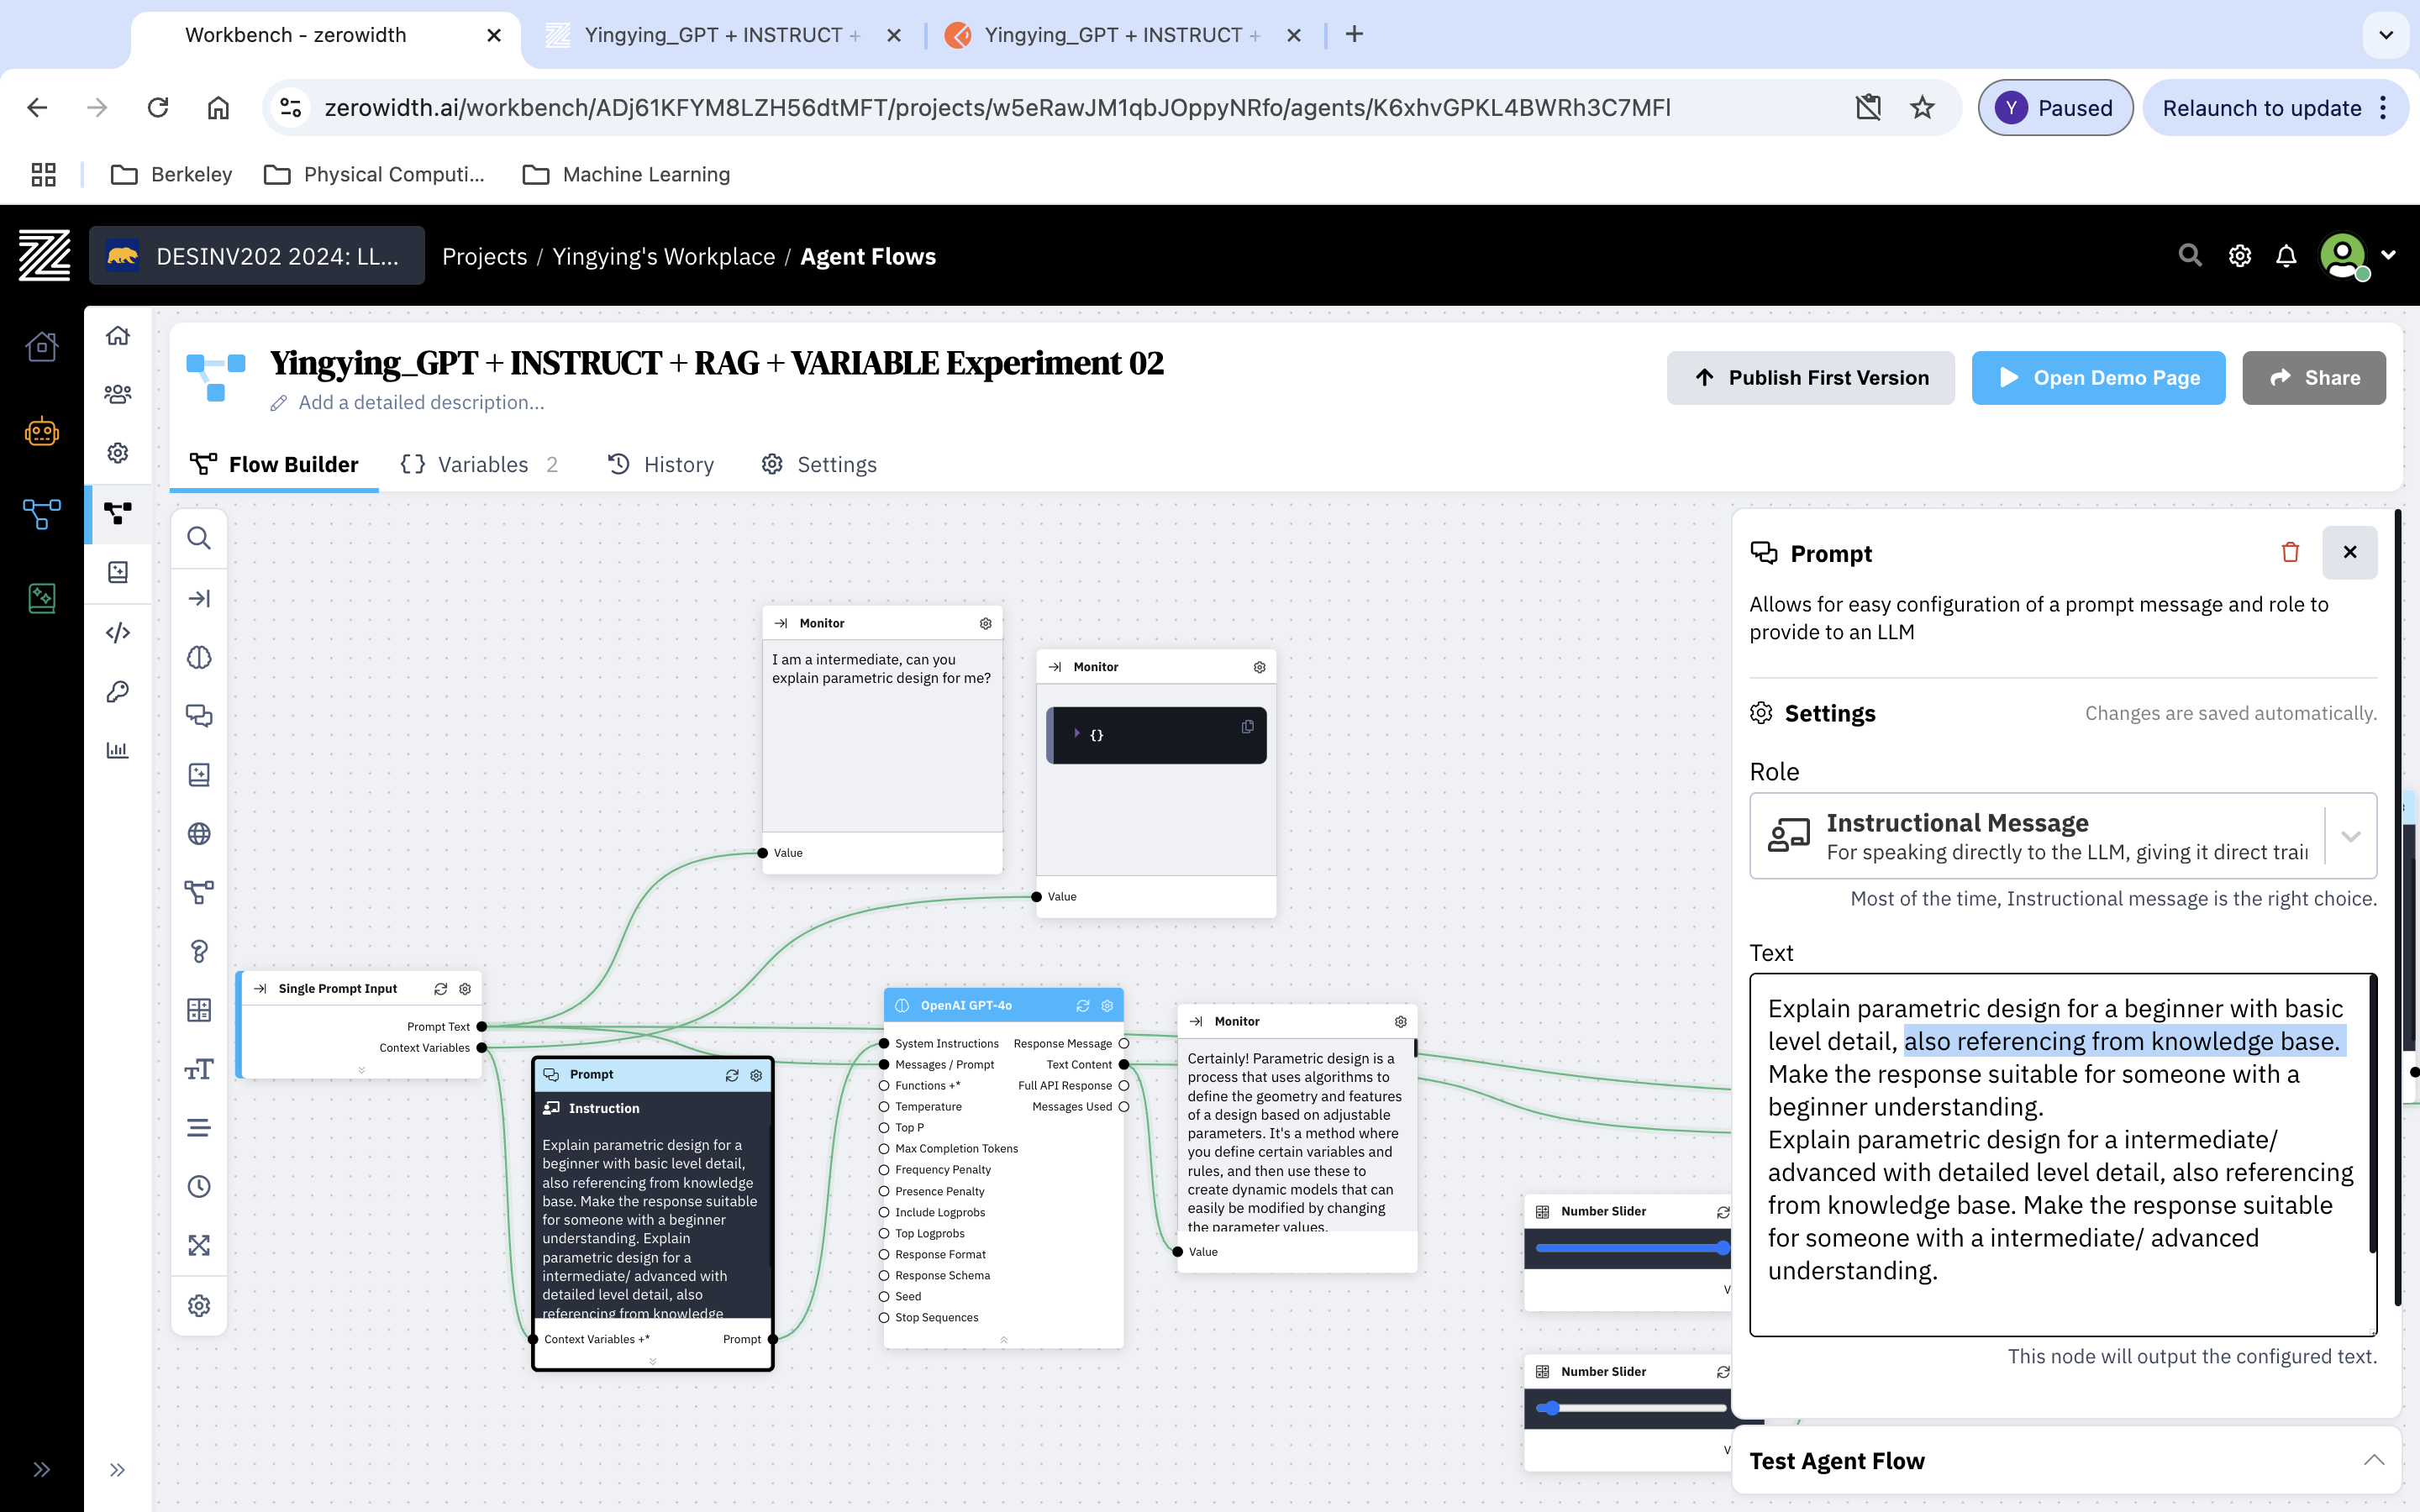 Workbench - zerowidth
Yingying_GPT + INSTRUCT +
Yingying_GPT + INSTRUCT +
zerowidth.ai/workbench/ADj61KFYM8LZH56dtMFT/projects/w5eRawJM1qbJOppyNRfo/agents/K6xhvGPKL4BWRh3C7MFl
Y
Paused
Relaunch to update
Berkeley
Physical Computi...
Machine Learning
DESINV202 2024: LL...
Projects / Yingying's Workplace / Agent Flows
Yingying_GPT + INSTRUCT + RAG + VARIABLE Experiment 02
Add a detailed description...
Publish First Version
Open Demo Page
Share
Flow Builder
Variables 2
History
Settings
Monitor
I am a intermediate, can you
explain parametric design for me?
Value
Monitor
{}
Value
Single Prompt Input
Prompt Text
Context Variables
Prompt
Instruction
Explain parametric design for a
beginner with basic level detail,
also referencing from knowledge
base. Make the response suitable
for someone with a beginner
understanding. Explain
parametric design for a
intermediate/ advanced with
detailed level detail, also
referencing from knowledge
Context Variables +*
Prompt
OpenAI GPT-4o
System Instructions
Response Message
Messages / Prompt
Text Content
Functions +*
Full API Response
Temperature
Messages Used
Top P
Max Completion Tokens
Frequency Penalty
Presence Penalty
Include Logprobs
Top Logprobs
Response Format
Response Schema
Seed
Stop Sequences
Monitor
Certainly! Parametric design is a
process that uses algorithms to
define the geometry and features
of a design based on adjustable
parameters. It's a method where
you define certain variables and
rules, and then use these to
create dynamic models that can
easily be modified by changing
the parameter values.
Value
Number Slider
V
Number Slider
V
Prompt
Allows for easy configuration of a prompt message and role to
provide to an LLM
Settings
Changes are saved automatically.
Role
Instructional Message
For speaking directly to the LLM, giving it direct
Most of the time, Instructional message is the right choice.
Text
Explain parametric design for a beginner with basic
level detail, also referencing from knowledge base.
Make the response suitable for someone with a
beginner understanding.
Explain parametric design for a intermediate/
advanced with detailed level detail, also referencing
from knowledge base. Make the response suitable
for someone with a intermediate/ advanced
understanding.
This node will output the configured text.
Test Agent Flow